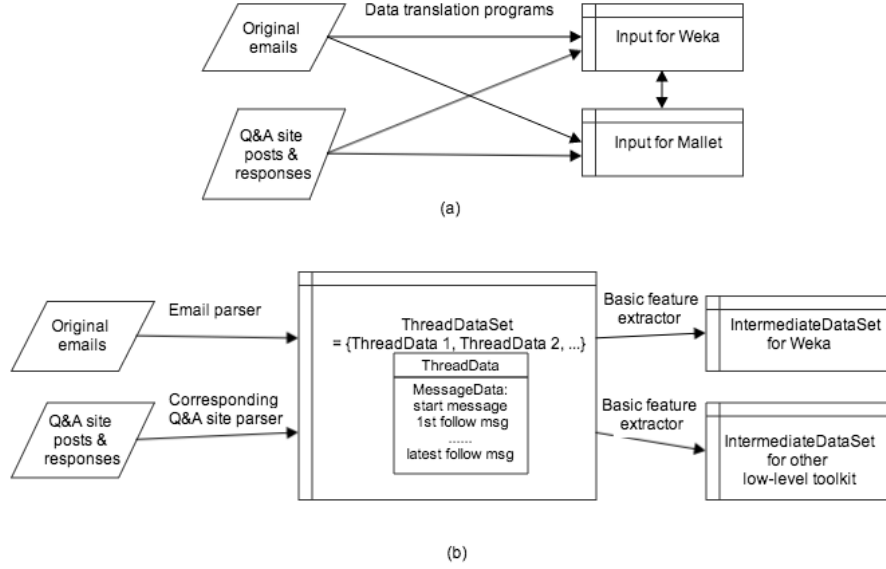 Data translation programs
Original
emails
Input for Weka
Q&A site
posts &
responses
Input for Mallet
(a)
Original
emails
Email parser
Q&A site
posts &
responses
Corresponding
Q&A site parser
ThreadDataSet
= {ThreadData 1, ThreadData 2, ...}
ThreadData
MessageData:
start message
1st follow msg
......
latest follow msg
Basic feature
extractor
IntermediateDataSet
for Weka
Basic feature
extractor
IntermediateDataSet
for other
low-level toolkit
(b)